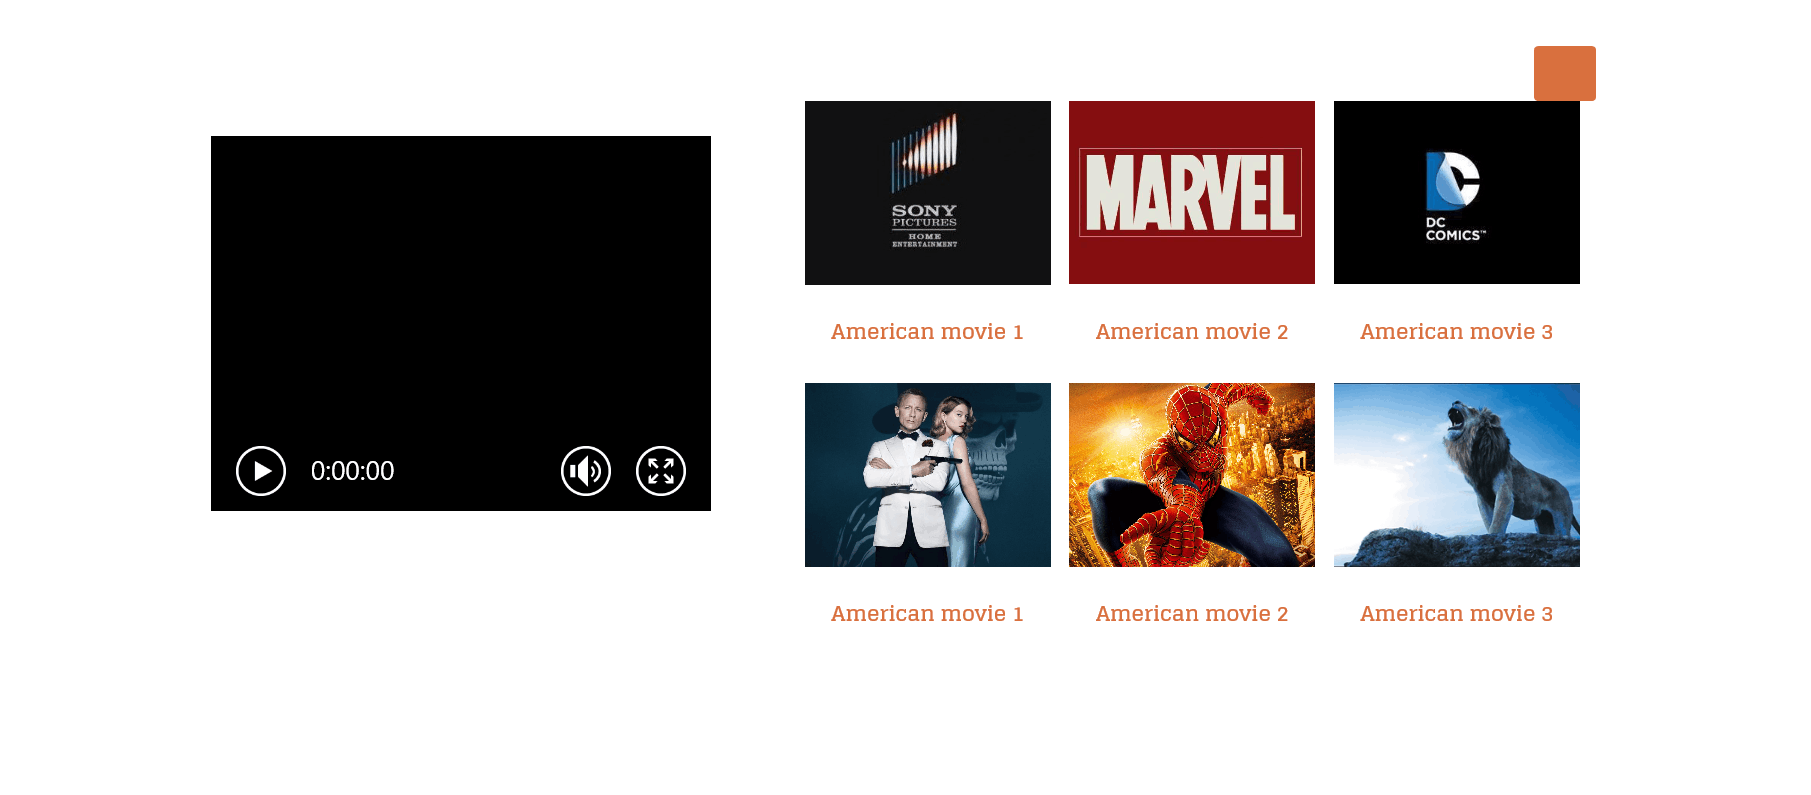 SONY
PICTURES
HOME
ENTERTAINMENT
MARVEL
DC
COMICS™
American movie 1
American movie 2
American movie 3
0:00:00
American movie 1
American movie 2
American movie 3